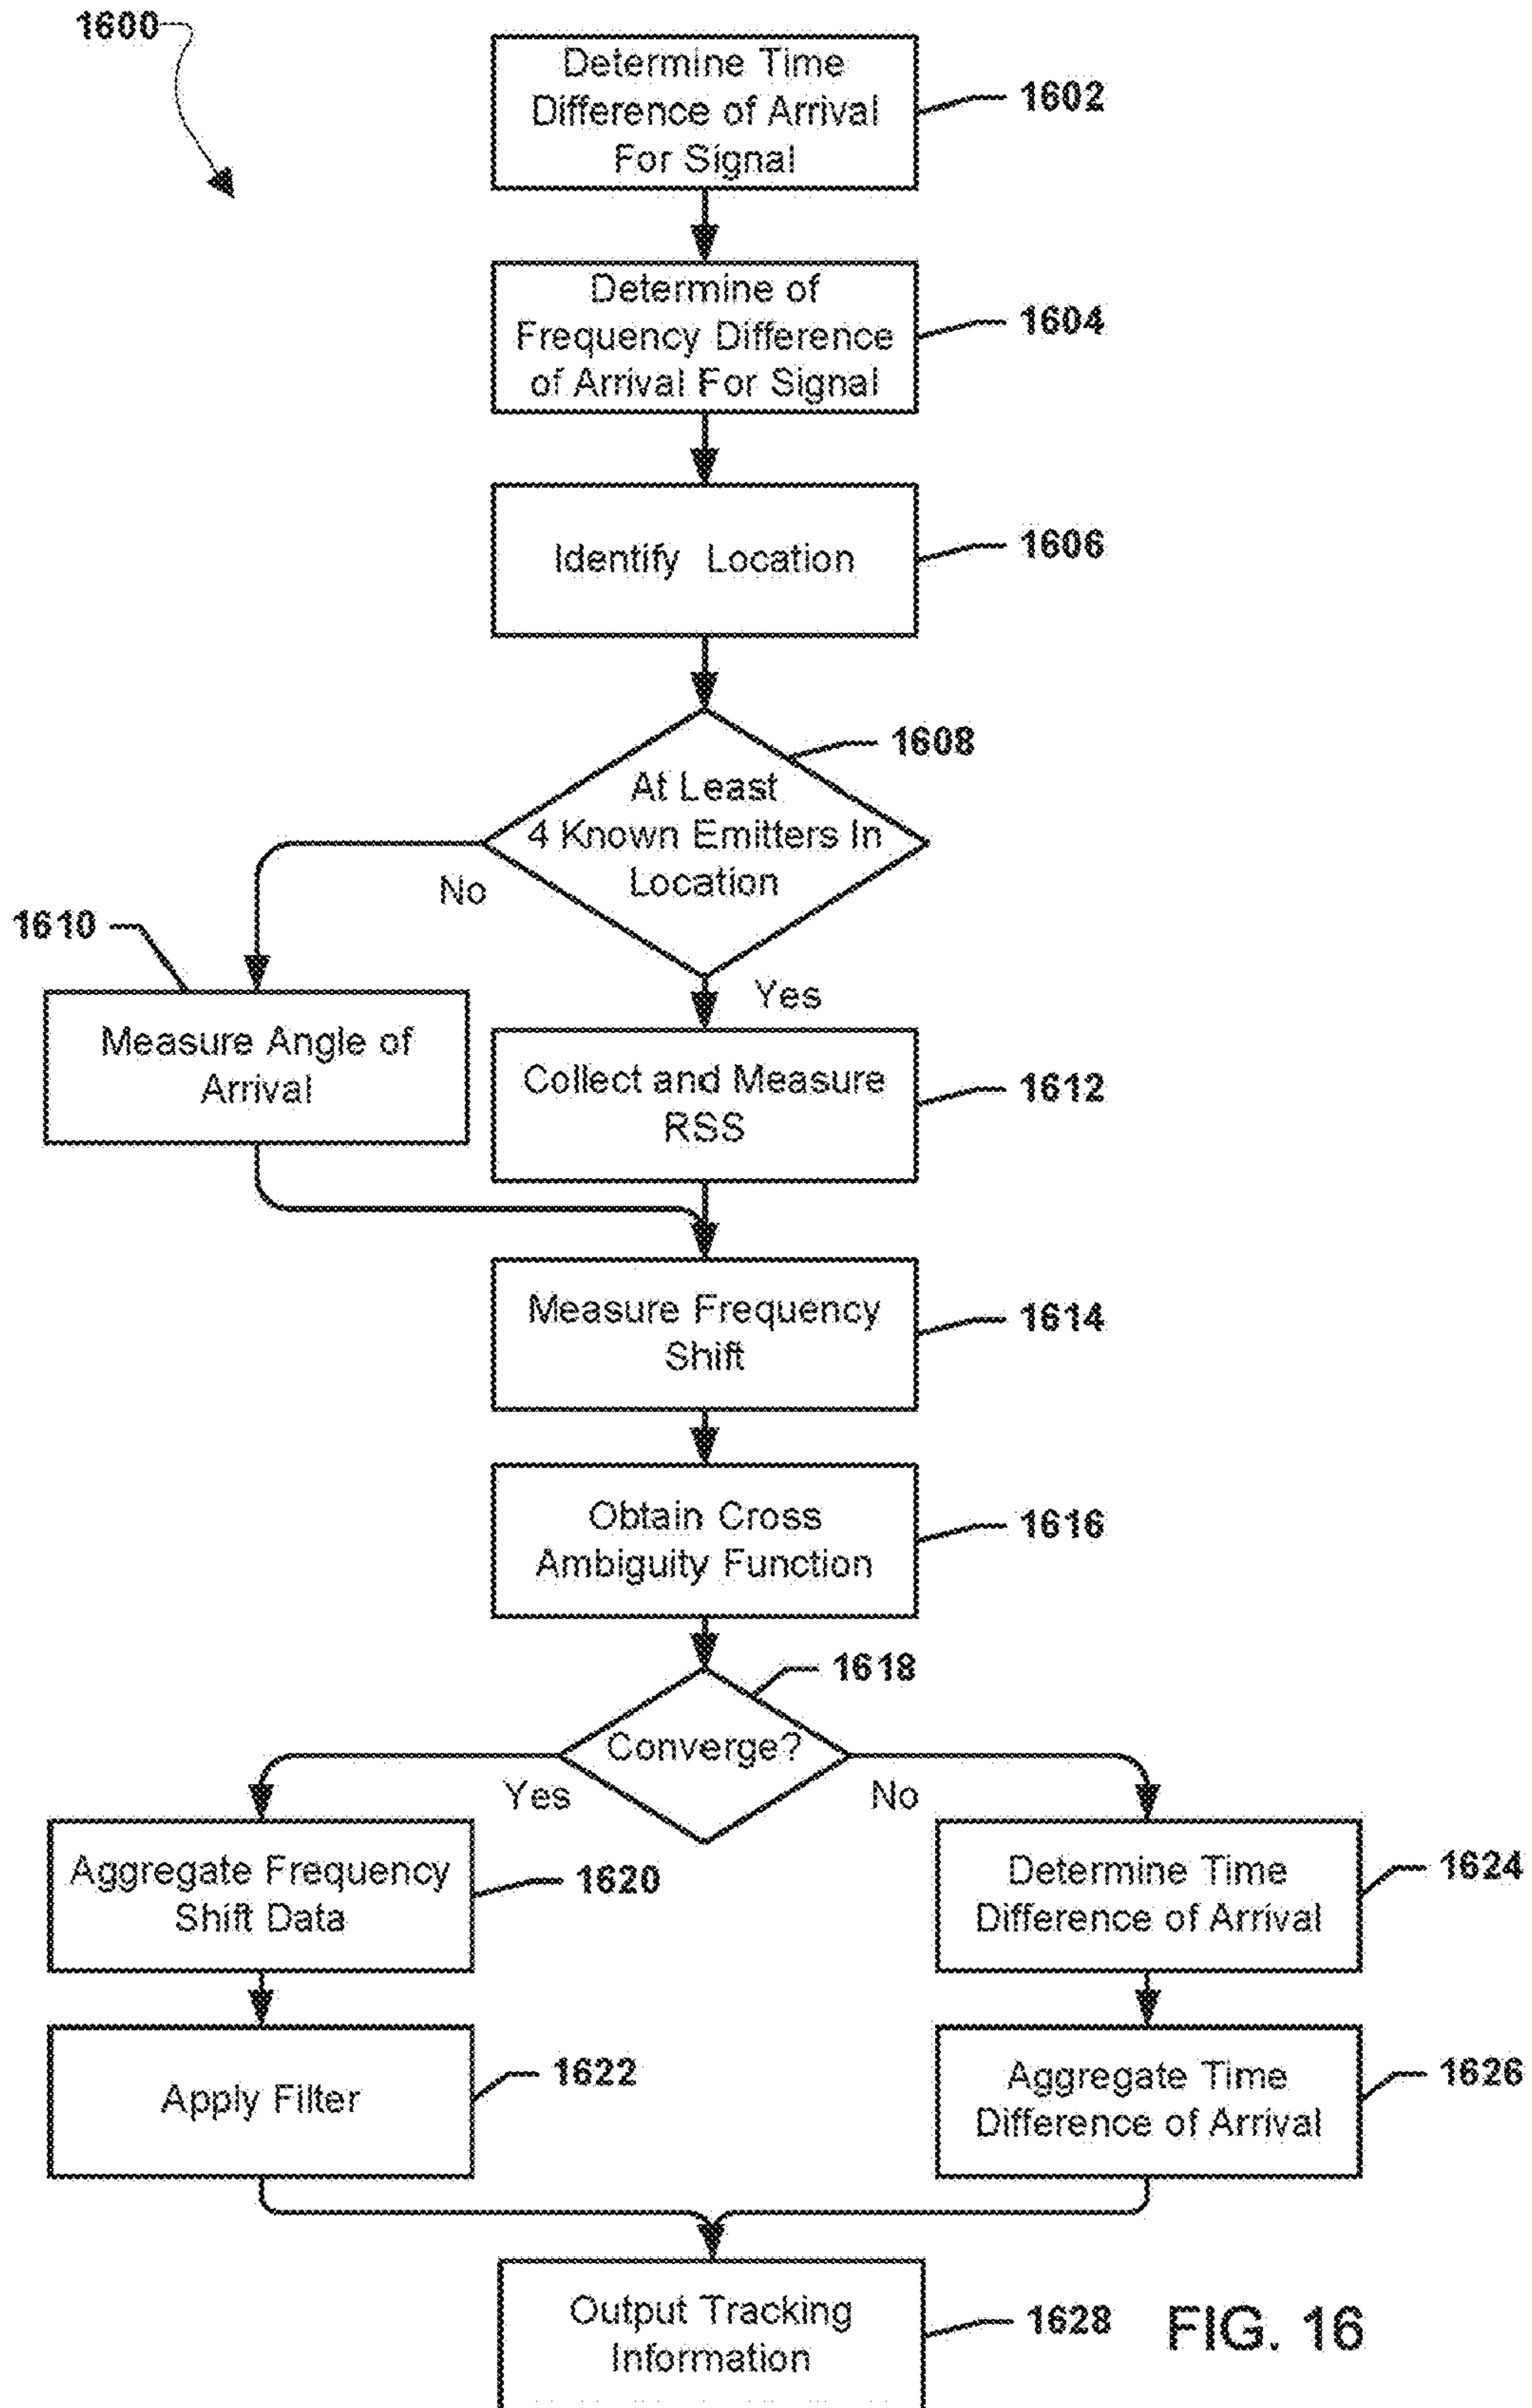 1600
Determine Time
Difference of Arrival
For Signal
1602
Determine of
Frequency Difference
of Arrival For Signal
1604
Identify Location
1606
1608
At Least
4 Known Emitters In
Location
No
Yes
1610
Measure Angle of
Arrival
Collect and Measure
RSS
1612
Measure Frequency
Shift
1614
Obtain Cross
Ambiguity Function
1616
1618
Converge?
Yes
No
Aggregate Frequency
Shift Data
1620
Determine Time
Difference of Arrival
1624
Apply Filter
1622
Aggregate Time
Difference of Arrival
1626
Output Tracking
Information
1628
FIG. 16